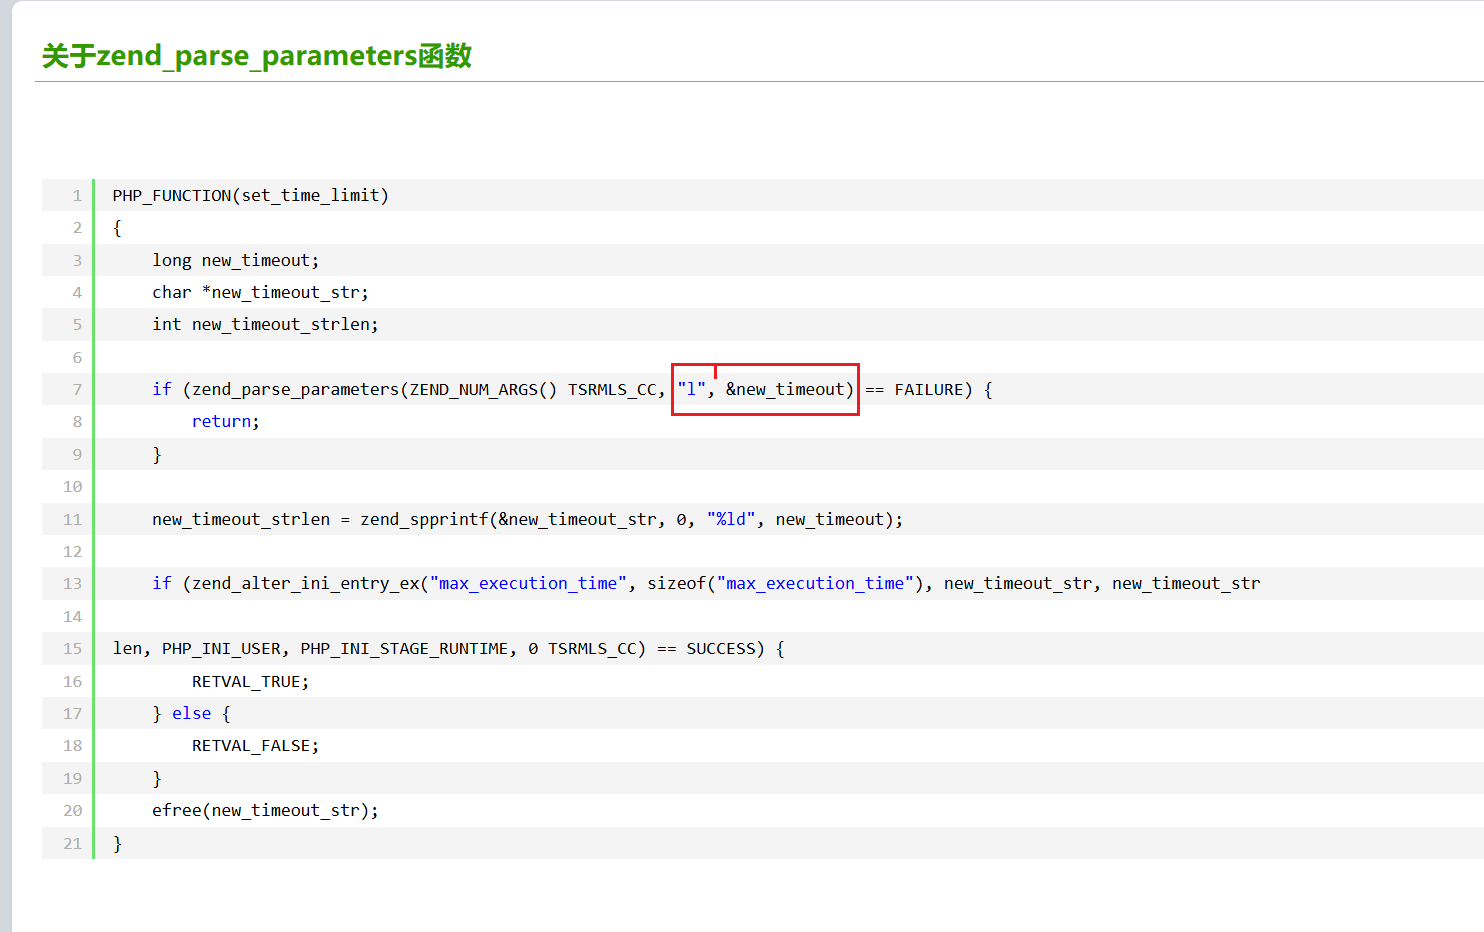 关于zend_parse_parameters函数
1 PHP_FUNCTION(set_time_limit)
2 {
3 long new_timeout;
4 char *new_timeout_str;
5 int new_timeout_strlen;
6
7 if (zend_parse_parameters(ZEND_NUM_ARGS() TSRMLS_CC, "l", &new_timeout) == FAILURE) {
8 return;
9 }
10
11 new_timeout_strlen = zend_spprintf(&new_timeout_str, 0, "%ld", new_timeout);
12
13 if (zend_alter_ini_entry_ex("max_execution_time", sizeof("max_execution_time"), new_timeout_str, new_timeout_str
14
15 len, PHP_INI_USER, PHP_INI_STAGE_RUNTIME, 0 TSRMLS_CC) == SUCCESS) {
16 RETVAL_TRUE;
17 } else {
18 RETVAL_FALSE;
19 }
20 efree(new_timeout_str);
21 }